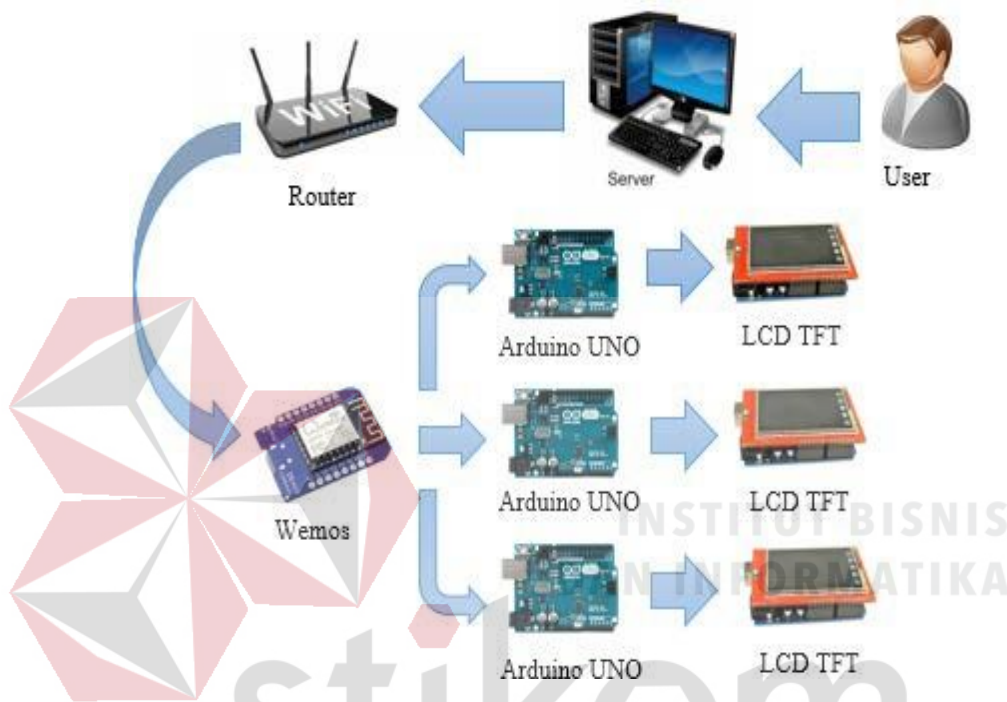 WiFi
Router
Server
User
Arduino UNO
LCD TFT
Wemos
Arduino UNO
LCD TFT
INSTITUT BISNIS
N INFORMATIKA
Arduino UNO
LCD TFT
stikom